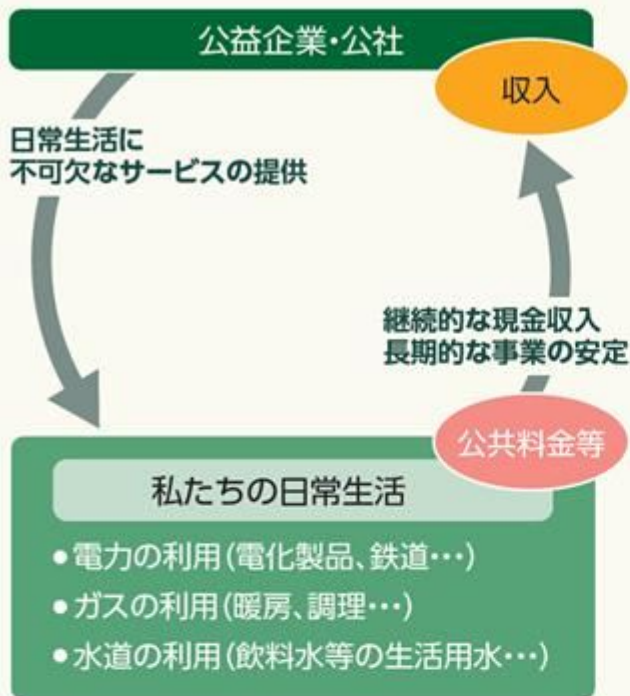 公益企業・公社
収入
日常生活に
不可欠なサービスの提供
継続的な現金収入
長期的な事業の安定
公共料金等
私たちの日常生活
●電力の利用(電化製品、鉄道・・・)
●ガスの利用(暖房、調理・・・)
●水道の利用(飲料水等の生活用水・・・)